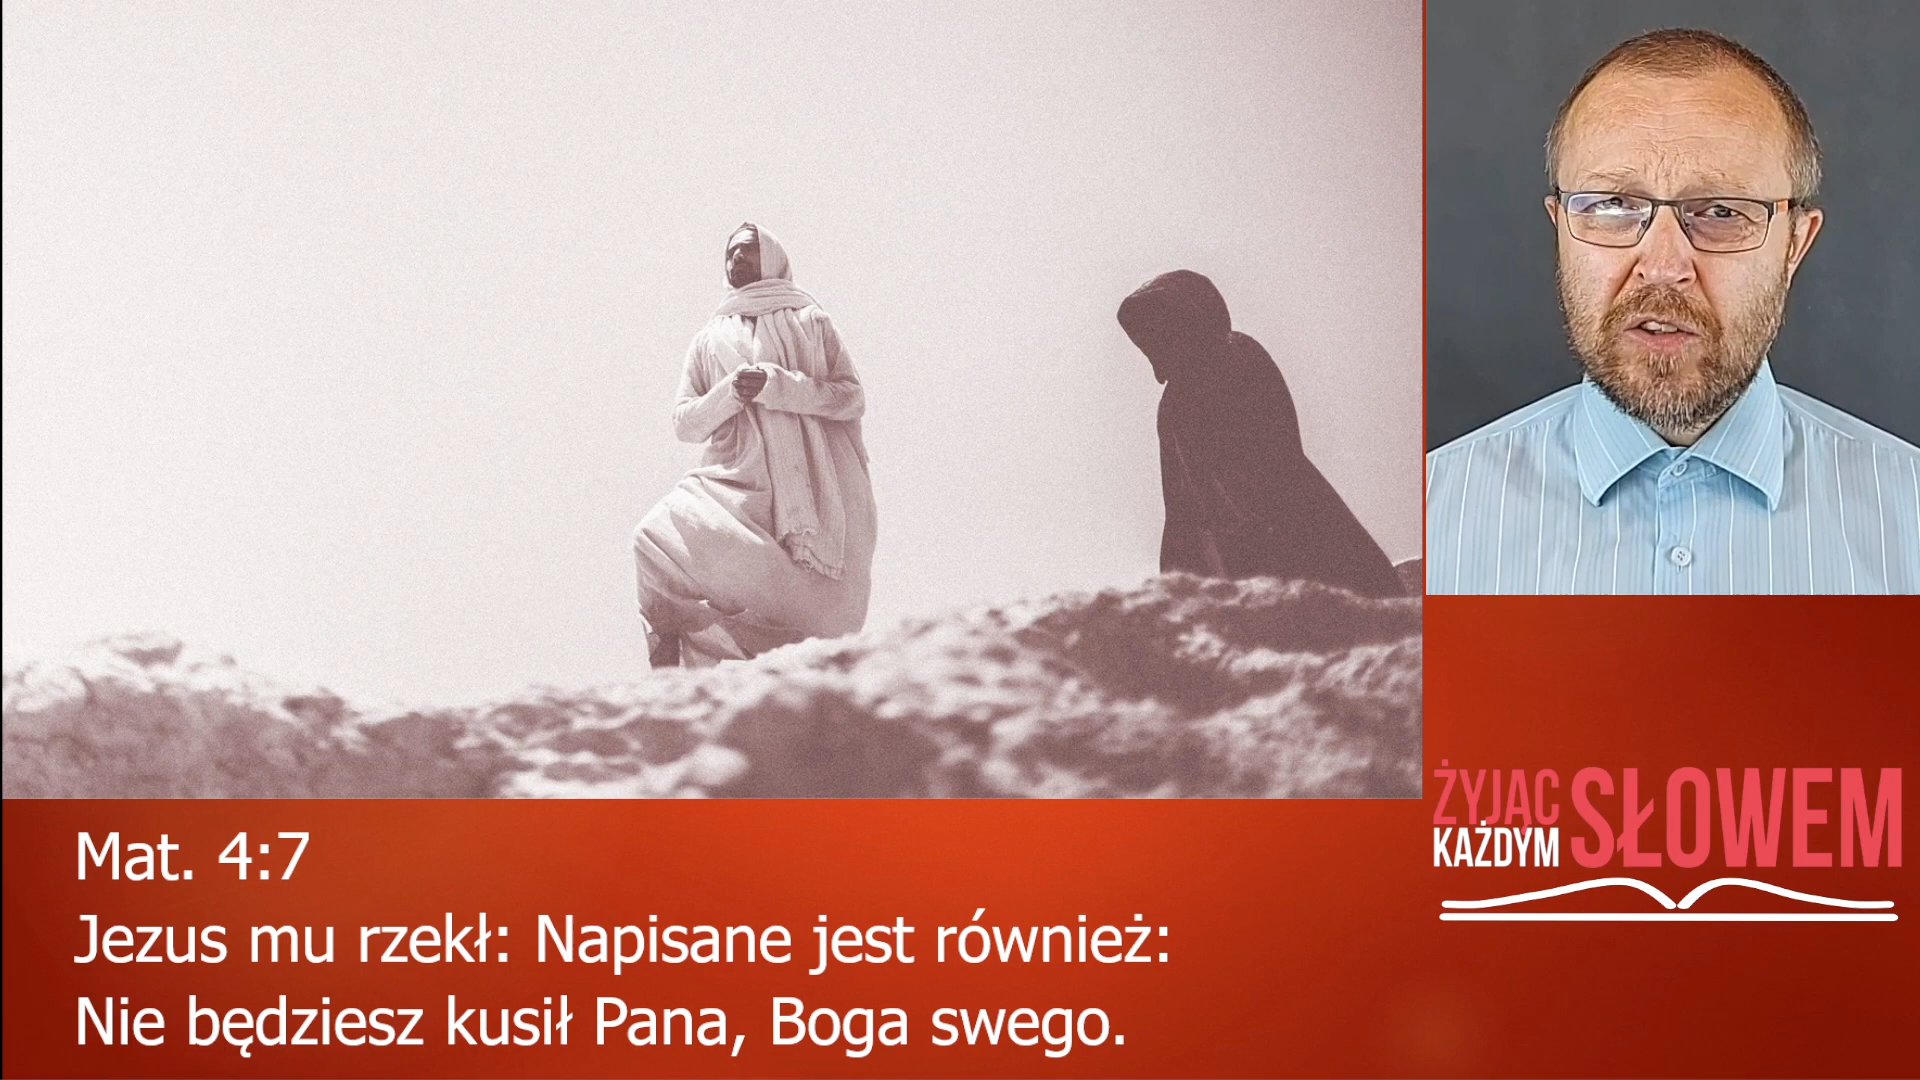 Mat. 4:7
Jezus mu rzekł: Napisane jest również:
Nie będziesz kusił Pana, Boga swego.
ŻYJĄC
KAŻDYM
SŁOWEM